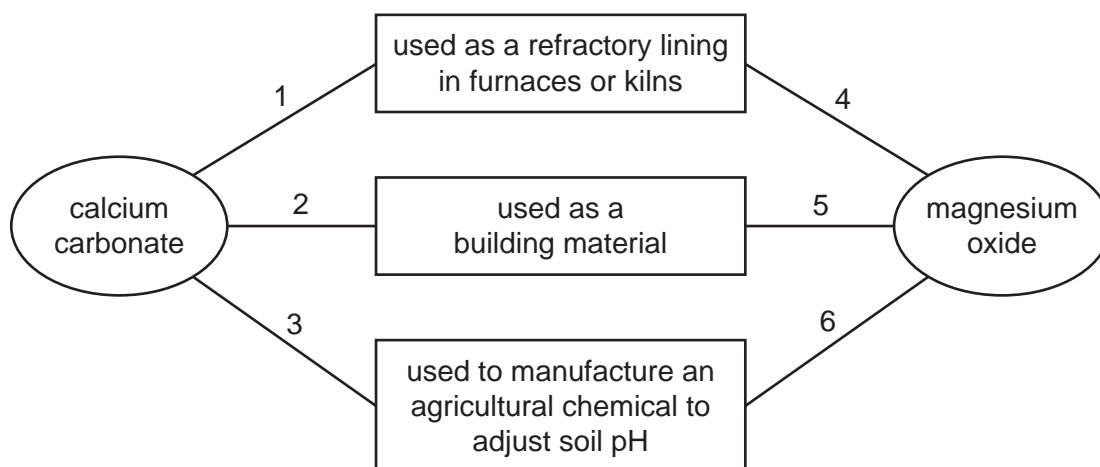 used as a refractory lining
in furnaces or kilns
1
4
calcium
carbonate
2
used as a
building material
5
magnesium
oxide
3
6
used to manufacture an
agricultural chemical to
adjust soil pH